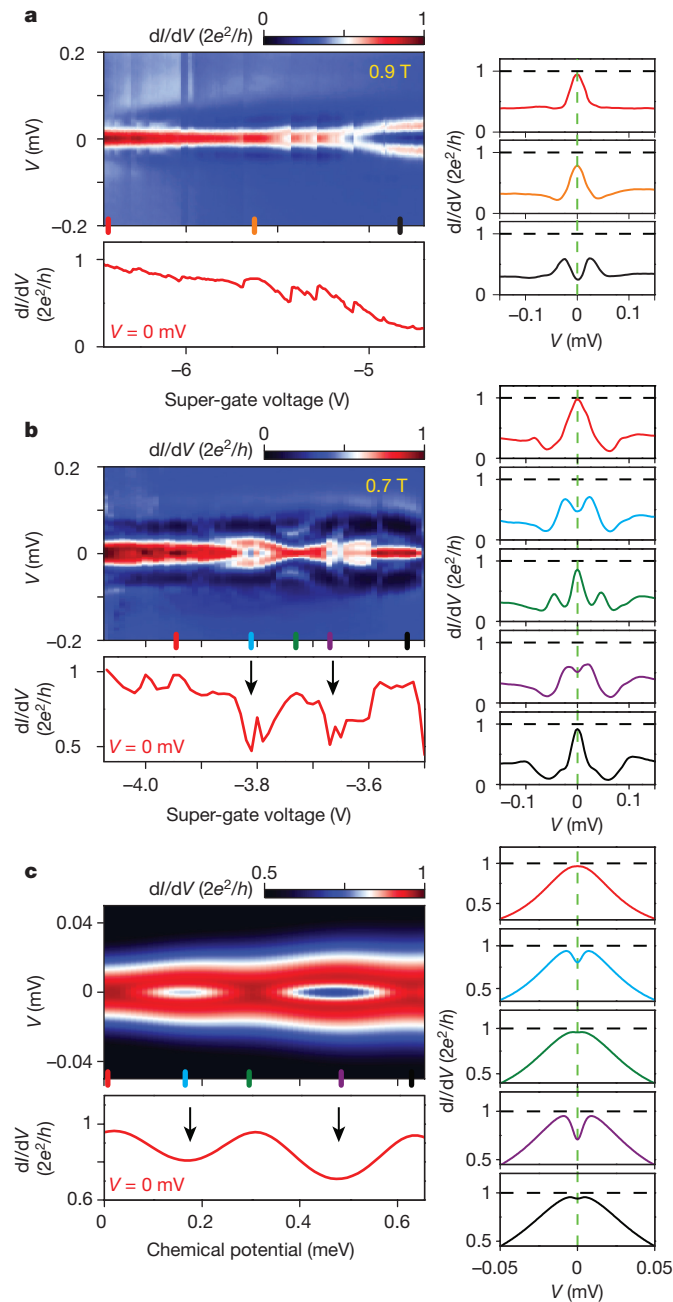 a
dI/dV (2e²/h)
0
1
0.9 T
0.2
0
−0.2
V (mV)
1
0
dI/dV
(2e²/h)
V = 0 mV
−6
−5
Super-gate voltage (V)
1
0
1
0
1
0
dI/dV (2e²/h)
−0.1
0
0.1
V (mV)
b
dI/dV (2e²/h)
0
1
0.7 T
0.2
0
−0.2
V (mV)
1
0.5
dI/dV
(2e²/h)
V = 0 mV
−4.0
−3.8
−3.6
Super-gate voltage (V)
1
0
1
0
1
0
1
0
1
0
dI/dV (2e²/h)
−0.1
0
0.1
V (mV)
c
dI/dV (2e²/h)
0.5
1
0.04
0
−0.04
V (mV)
1
0.6
dI/dV
(2e²/h)
V = 0 mV
0
0.2
0.4
0.6
Chemical potential (meV)
1
0.5
1
0.5
1
0.5
1
0.5
1
0.5
dI/dV (2e²/h)
-0.05
0
0.05
V (mV)